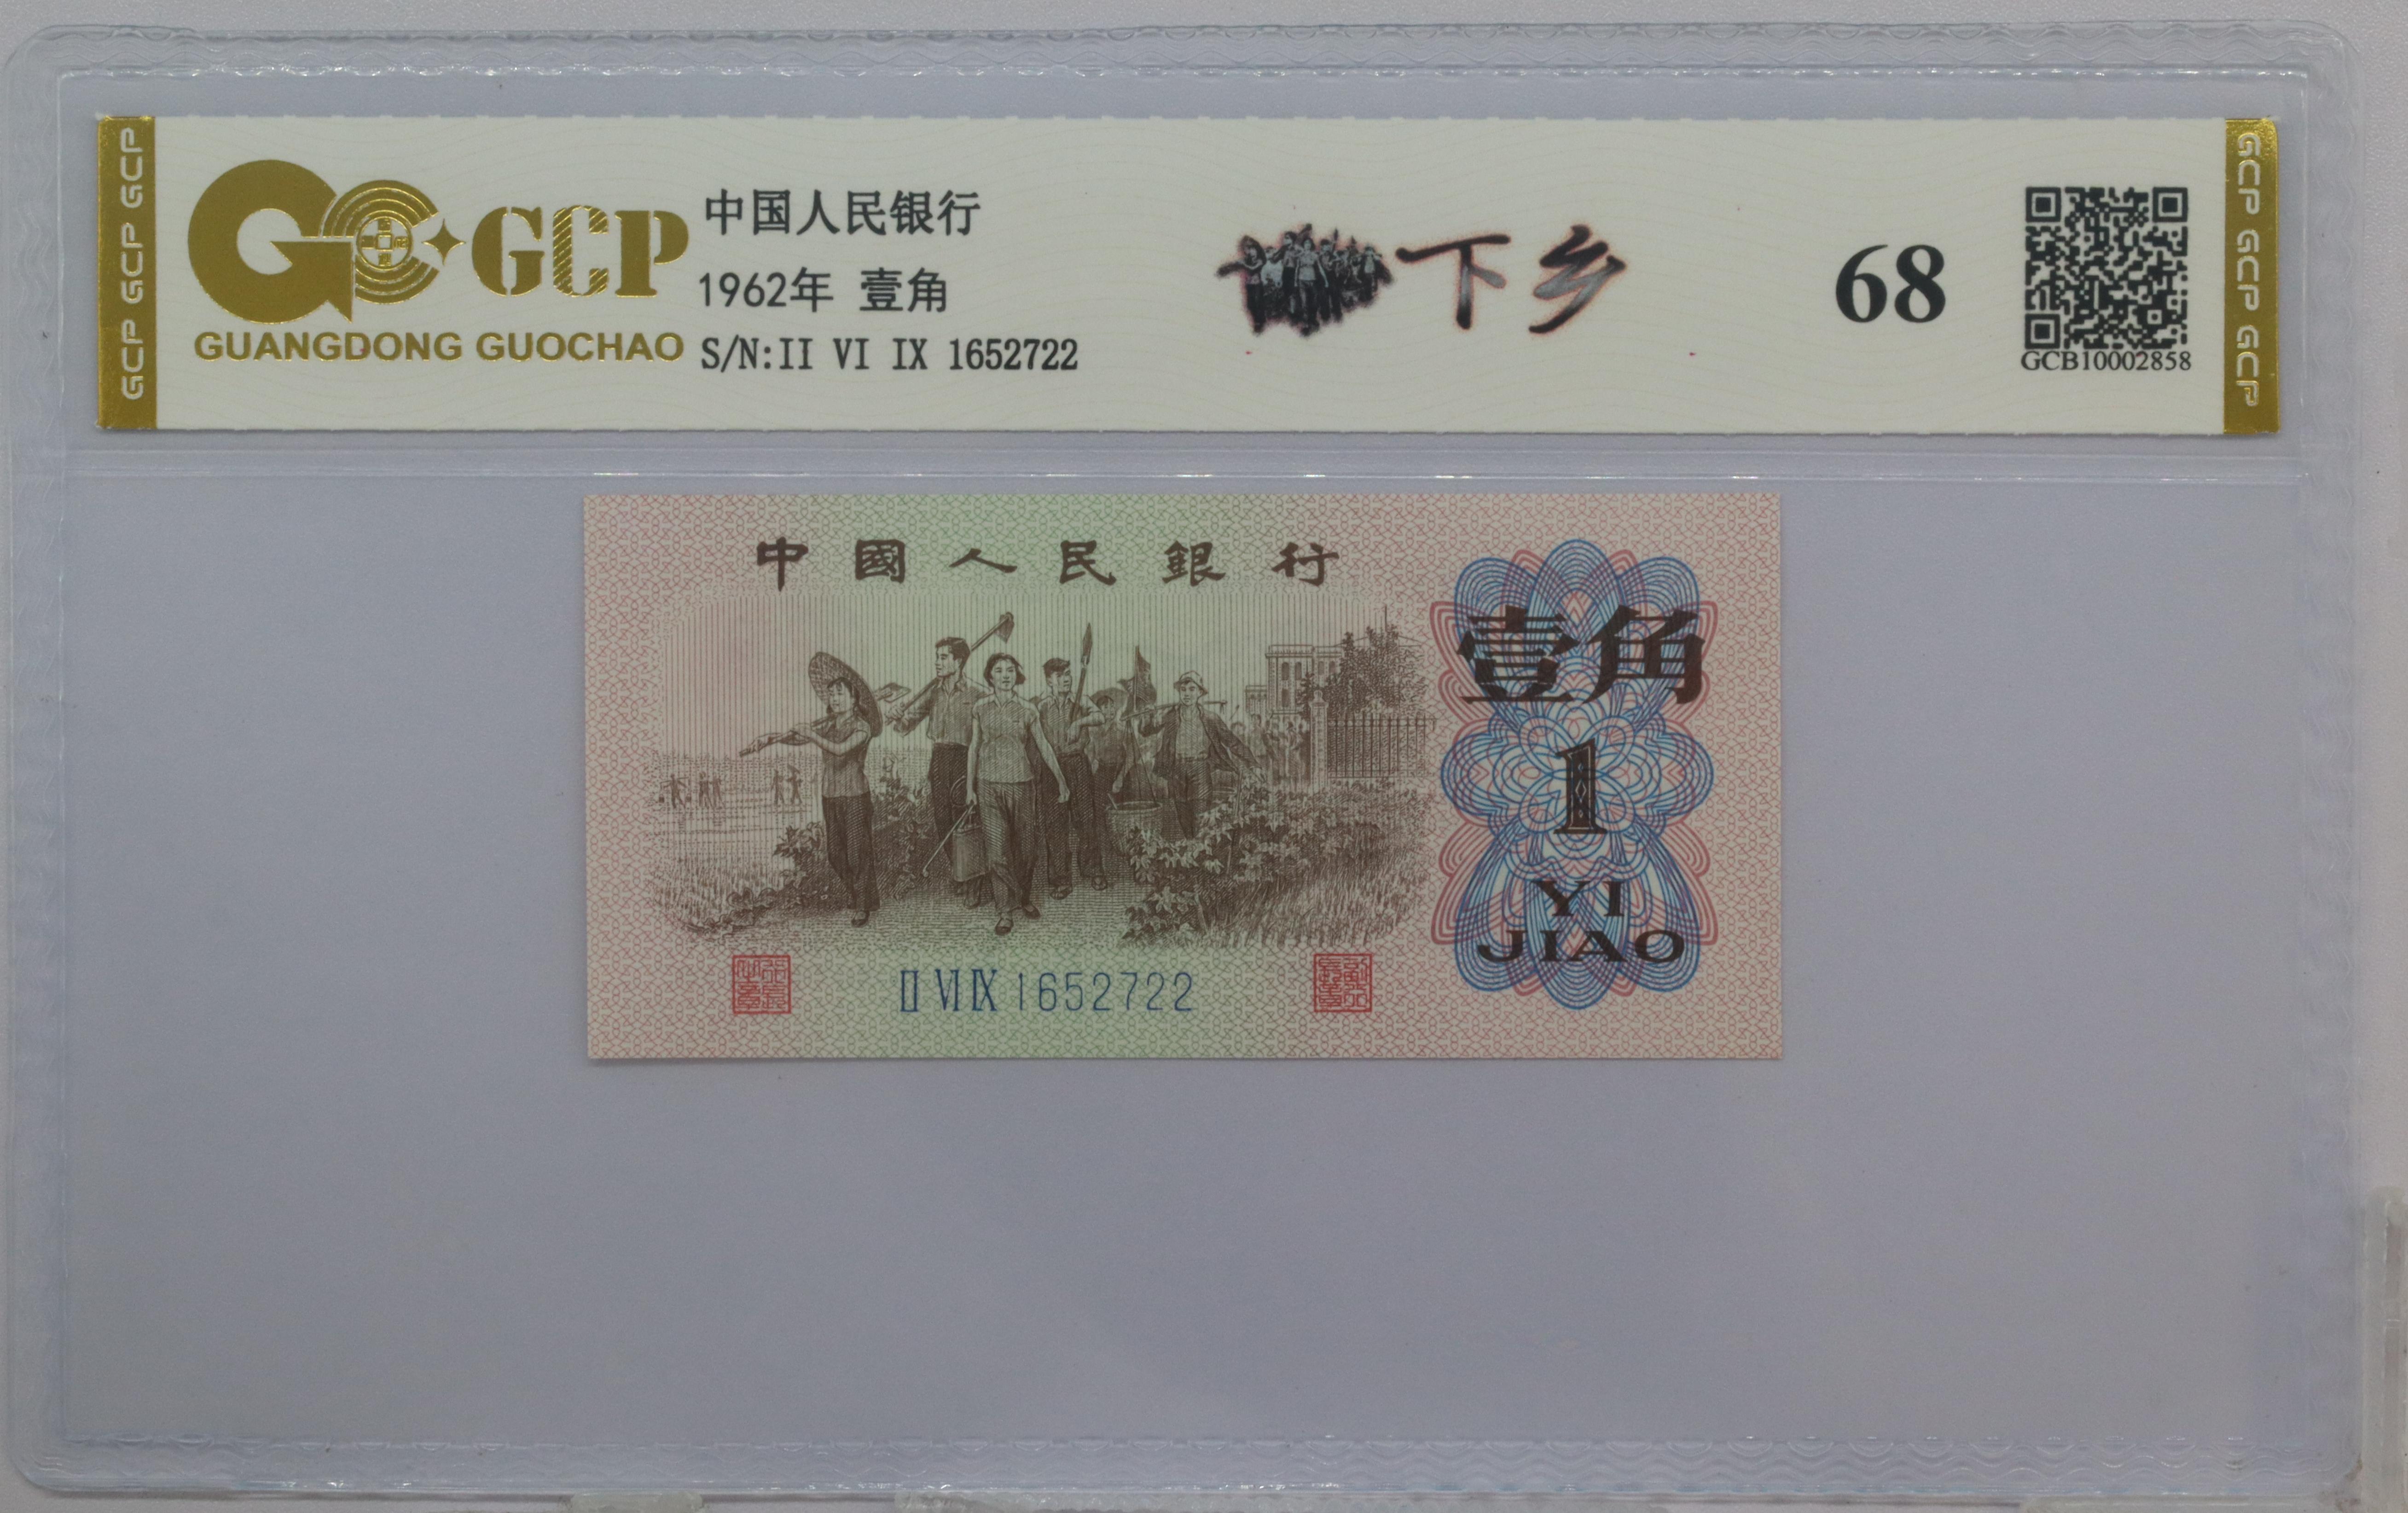 GCP GCP GCP
GCP
GUANGDONG GUOCHAO
中国人民银行
1962年 壹角
S/N:II VI IX 1652722
下乡
68
GCB10002858
GCP GCP GCP
中國人民銀行
壹角
1
YI
JIAO
II VI IX 1652722